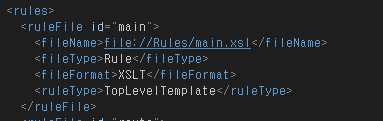 <rules>
<ruleFile id="main">
<fileName>file://Rules/main.xsl</fileName>
<fileType>Rule</fileType>
<fileFormat>XSLT</fileFormat>
<ruleType>TopLevelTemplate</ruleType>
</ruleFile>